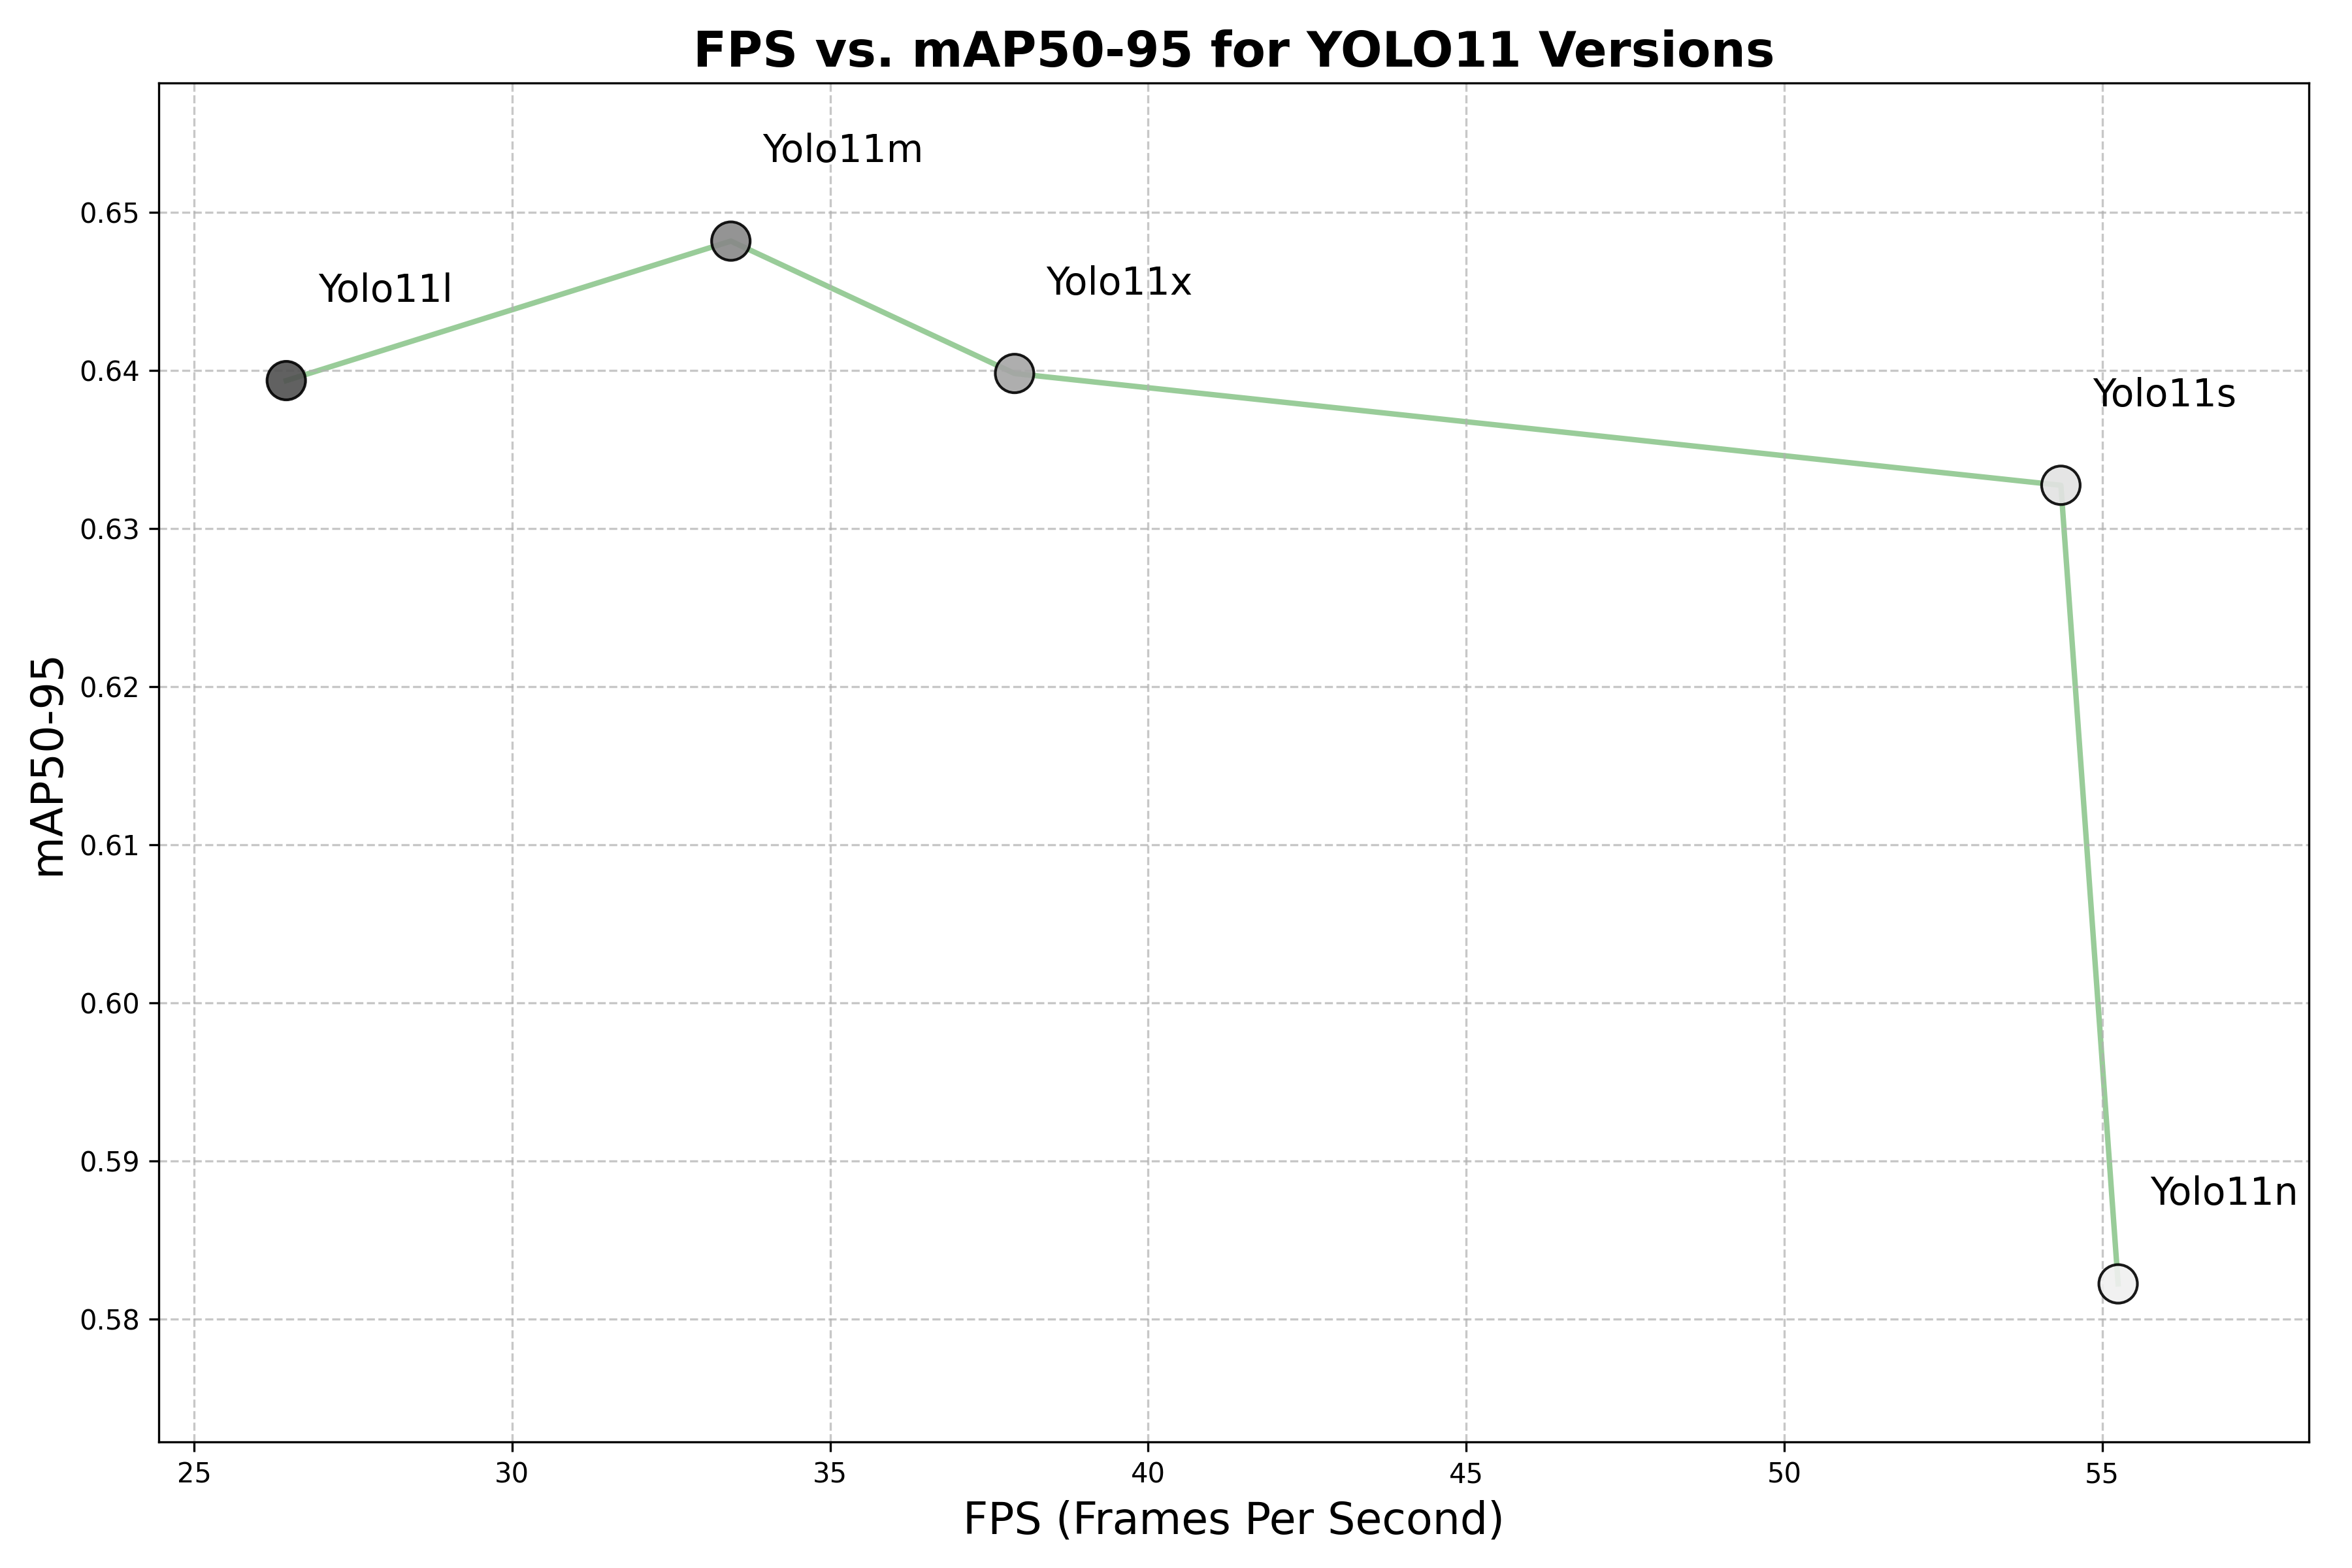 FPS vs. mAP50-95 for YOLO11 Versions
Yolo11m
Yolo11l
Yolo11x
Yolo11s
Yolo11n
mAP50-95
0.65
0.64
0.63
0.62
0.61
0.60
0.59
0.58
25 30 35 40 45 50 55
FPS (Frames Per Second)